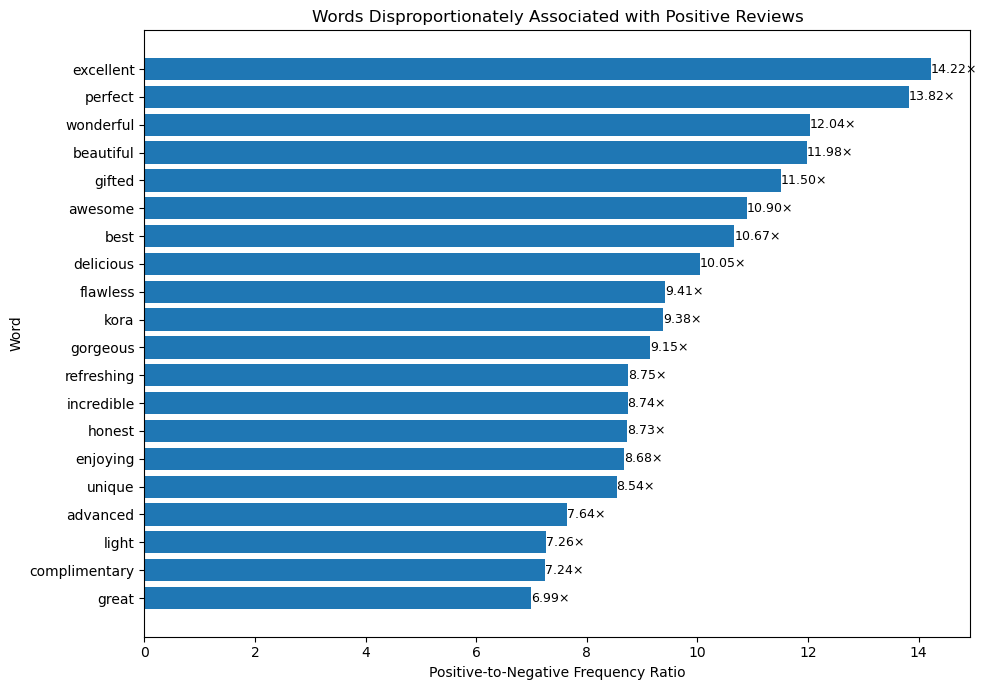 Words Disproportionately Associated with Positive Reviews
Word
excellent 14.22×
perfect 13.82×
wonderful 12.04×
beautiful 11.98×
gifted 11.50×
awesome 10.90×
best 10.67×
delicious 10.05×
flawless 9.41×
kora 9.38×
gorgeous 9.15×
refreshing 8.75×
incredible 8.74×
honest 8.73×
enjoying 8.68×
unique 8.54×
advanced 7.64×
light 7.26×
complimentary 7.24×
great 6.99×
0 2 4 6 8 10 12 14
Positive-to-Negative Frequency Ratio